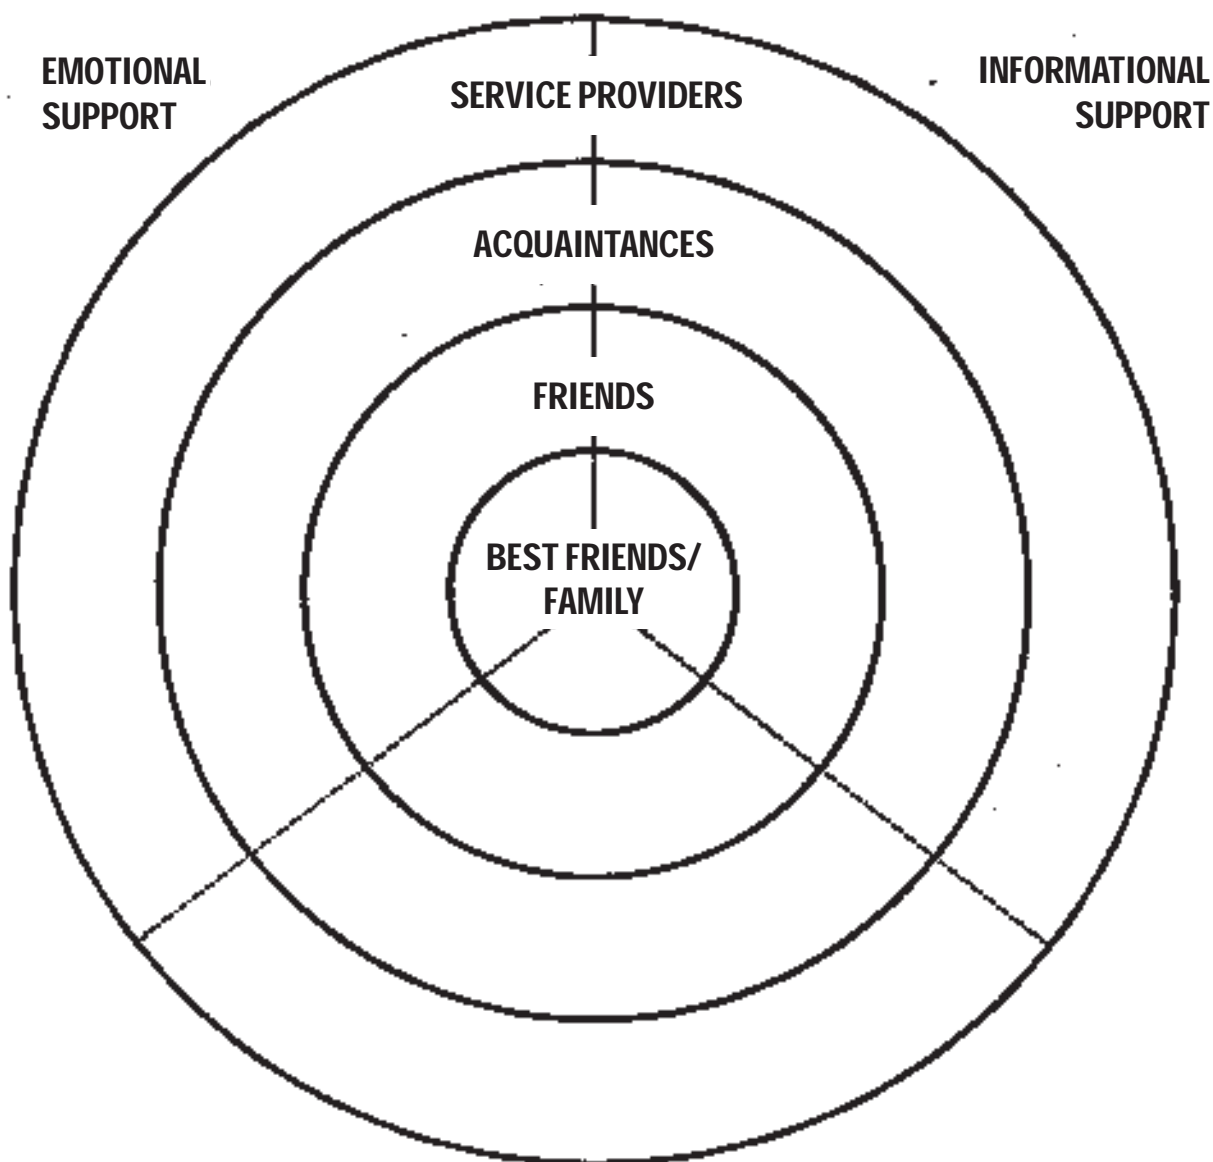 EMOTIONAL
SUPPORT
INFORMATIONAL
SUPPORT
SERVICE PROVIDERS
ACQUAINTANCES
FRIENDS
BEST FRIENDS/
FAMILY